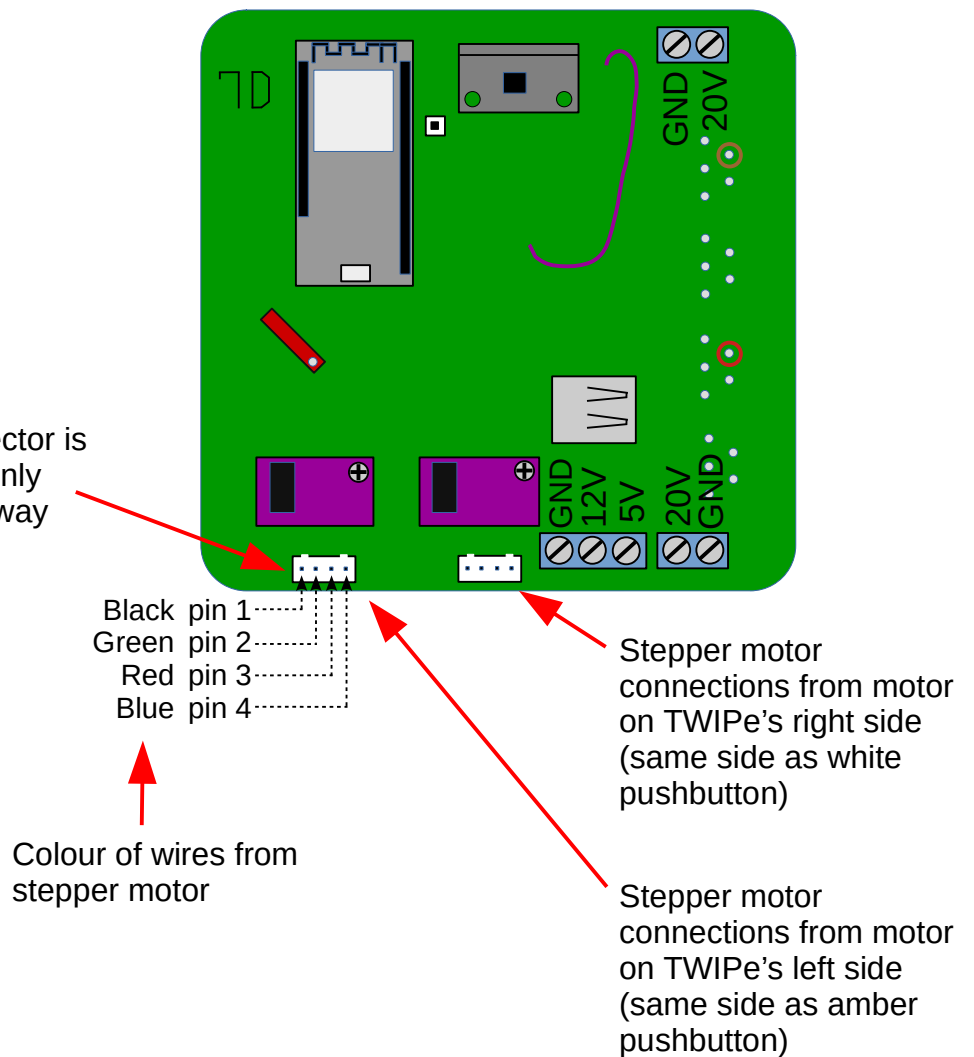 GND
20V
ector is
nly
way
GND
12V
5V
20V
GND
Black pin 1
Green pin 2
Red pin 3
Blue pin 4
Stepper motor
connections from motor
on TWIPe’s right side
(same side as white
pushbutton)
Colour of wires from
stepper motor
Stepper motor
connections from motor
on TWIPe’s left side
(same side as amber
pushbutton)